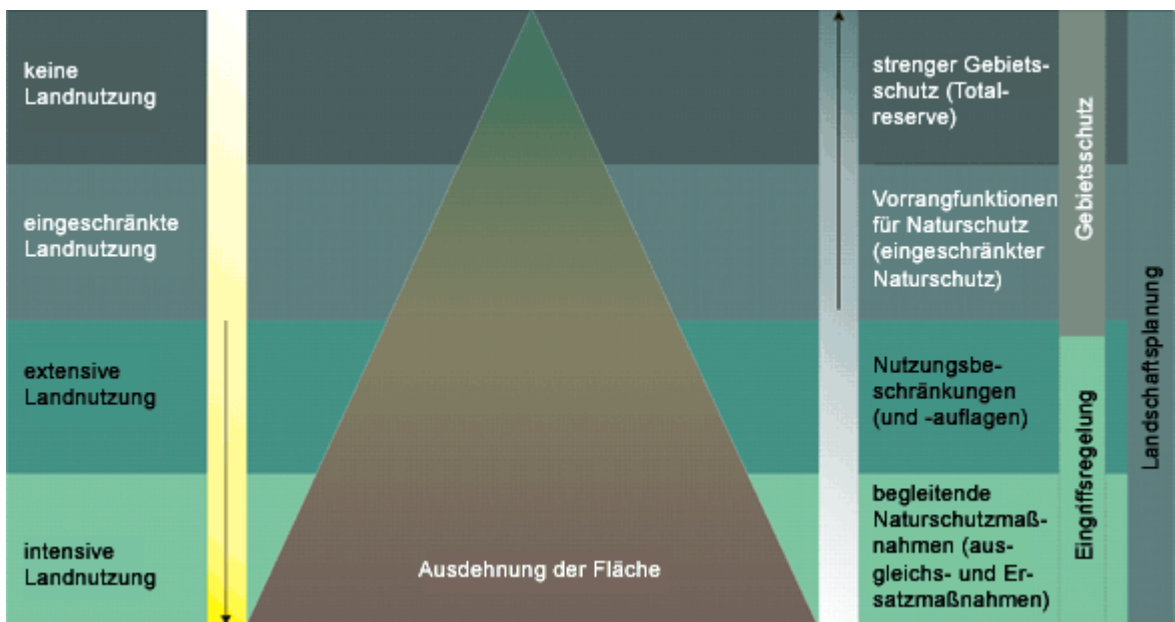 keine
Landnutzung
strenger Gebiets-
schutz (Total-
reserve)
eingeschränkte
Landnutzung
Vorrangfunktionen
für Naturschutz
(eingeschränkter
Naturschutz)
extensive
Landnutzung
Nutzungsbe-
schränkungen
(und -auflagen)
intensive
Landnutzung
Ausdehnung der Fläche
begleitende
Naturschutzmaß-
nahmen (aus-
gleichs- und Er-
satzmaßnahmen)
Gebietsschutz
Eingriffsregelung
Landschaftsplanung